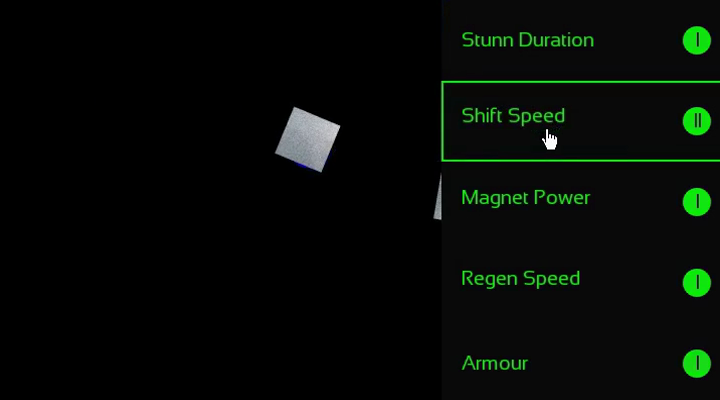 Stunn Duration I
Shift Speed II
Magnet Power I
Regen Speed I
Armour I